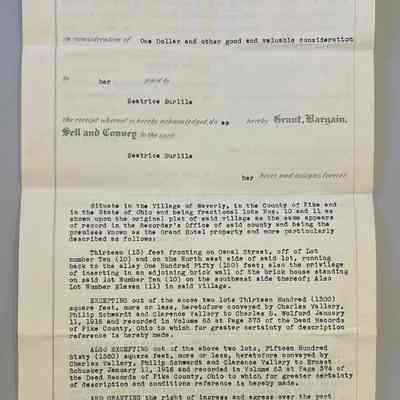 in consideration of One Dollar and other good and valuable consideration
to her paid by
Beatrice Burlile
the receipt whereof is hereby acknowledged, do es hereby Grant, Bargain,
Sell and Convey to the said
Beatrice Burlile
her heirs and assigns forever
Situate in the Village of Waverly, in the County of Pike and
in the State of Ohio and being fractional lots Nos. 10 and 11 as
shown upon the original plat of said village as the same appears
of record in the Recorder's Office of said county and being the
premises known as the Grand Hotel property and more particularly
described as follows:
Thirteen (13) feet fronting on Canal Street, off of Lot
number Ten (10) and on the North west side of said lot, running
back to the alley One Hundred Fifty (150) feet; also the privilege
of inserting in an adjoining brick wall of the brick house standing
on said lot Number Ten (10) on the southwest side thereof; Also
Lot Number Eleven (11) in said Village.
EXCEPTING out of the above two lots Thirteen Hundred (1300)
square feet, more or less, heretofore conveyed by Charles Vallery,
Philip Schwardt and Clarence Vallery to Charles S. Wolford January
11, 1916 and recorded in Volume 83 at Page 373 of the Deed Records
of Pike County, Ohio to which for greater certainty of description
reference is hereby made.
ALSO EXCEPTING out of the above two lots, Fifteen Hundred
Sixty (1560) square feet, more or less, heretofore conveyed by
Charles Vallery, Philip Schwardt and Clarence Vallery to Ernest
Schuskey January 11, 1916 and recorded in Volume 83 at Page 374 of
the Deed Records of Pike County, Ohio to which for greater certainty
of description and conditions reference is hereby made.
AND GRANTING the right of ingress and egress over the part